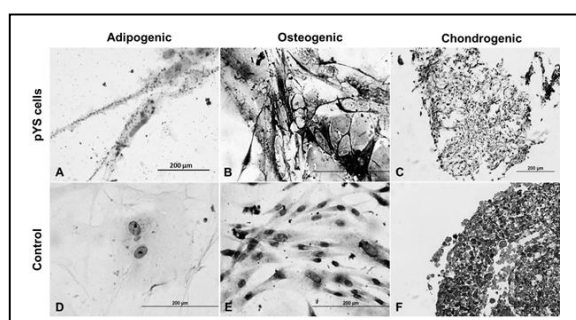 Adipogenic Osteogenic Chondrogenic
pYS cells
A 200 µm B C 200 µm
Control
D 200 µm E 200 µm F